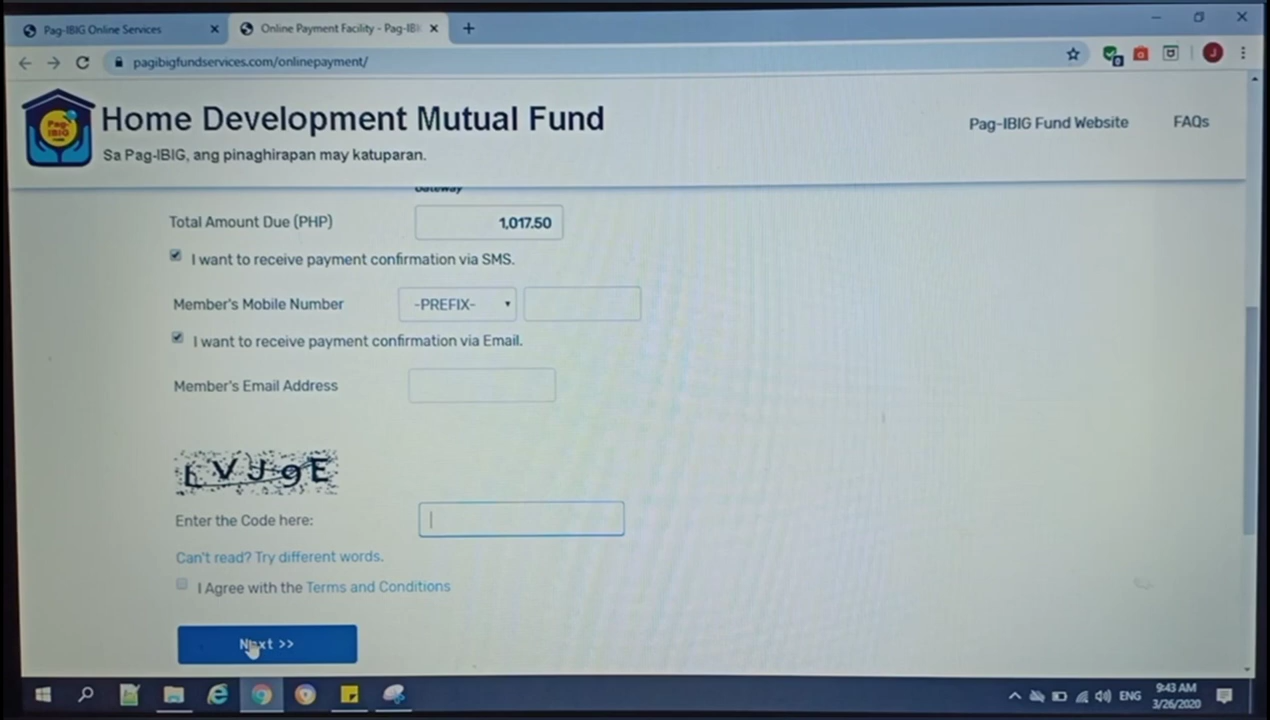 Pag-IBIG Online Services
Online Payment Facility - Pag-IBI
pagibigfundservices.com/onlinepayment/
Pag-IBIG
Home Development Mutual Fund
Sa Pag-IBIG, ang pinaghirapan may katuparan.
Pag-IBIG Fund Website
FAQs
Gateway
Total Amount Due (PHP)
1,017.50
I want to receive payment confirmation via SMS.
Member's Mobile Number
-PREFIX-
I want to receive payment confirmation via Email.
Member's Email Address
LVJ9E
Enter the Code here:
Can't read? Try different words.
I Agree with the Terms and Conditions
Next >>
ENG
9:43 AM
3/26/2020